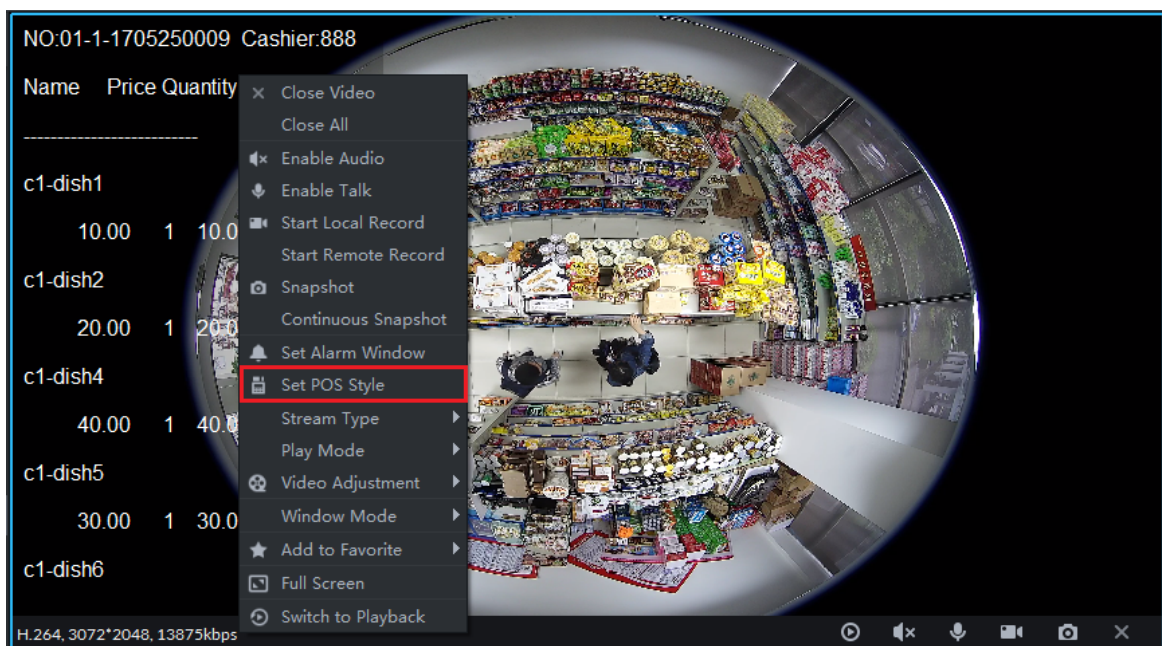 NO:01-1-1705250009 Cashier:888
Name Price Quantity
--------------------------
c1-dish1
10.00 1 10.0
c1-dish2
20.00 1 20.0
c1-dish4
40.00 1 40.0
c1-dish5
30.00 1 30.0
c1-dish6
Close Video
Close All
Enable Audio
Enable Talk
Start Local Record
Start Remote Record
Snapshot
Continuous Snapshot
Set Alarm Window
Set POS Style
Stream Type
Play Mode
Video Adjustment
Window Mode
Add to Favorite
Full Screen
Switch to Playback
H.264, 3072*2048, 13875kbps